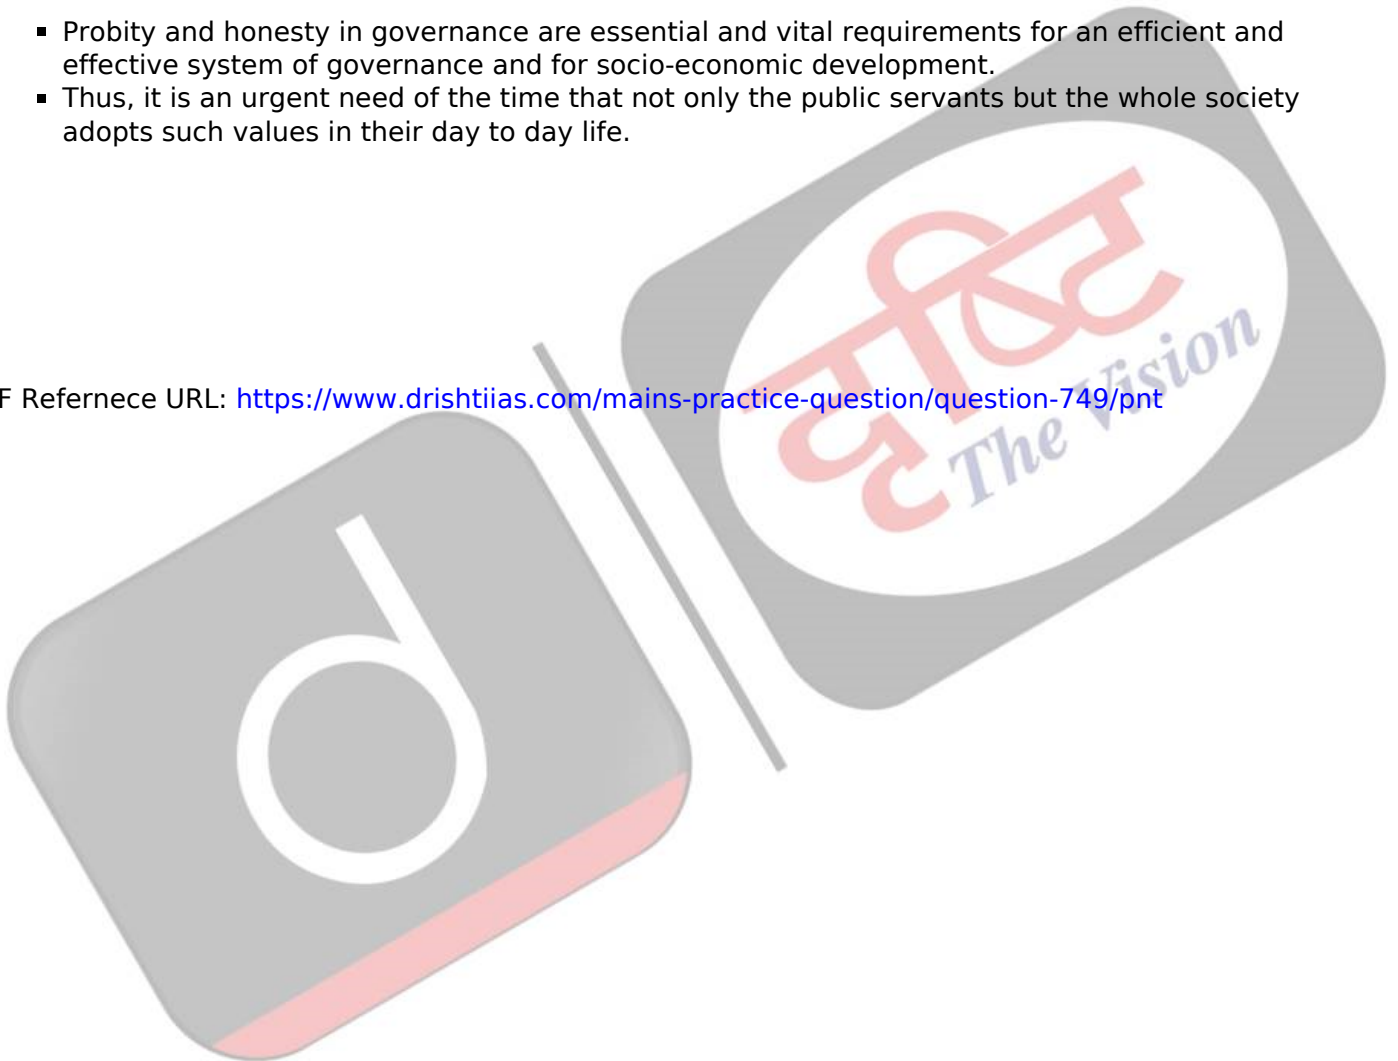 ▪ Probity and honesty in governance are essential and vital requirements for an efficient and
effective system of governance and for socio-economic development.
▪ Thus, it is an urgent need of the time that not only the public servants but the whole society
adopts such values in their day to day life.
F Refernece URL: https://www.drishtiias.com/mains-practice-question/question-749/pnt
d
दृष्टि
The Vision